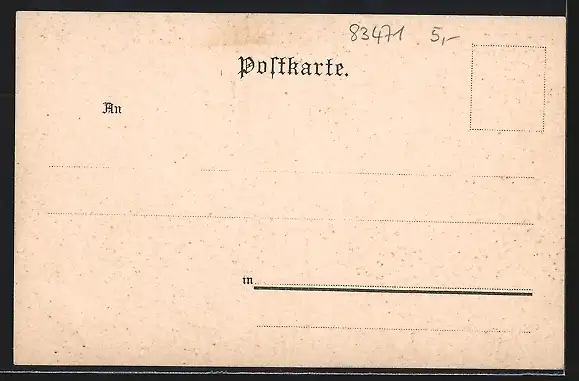 83471 5,-
Postkarte.
An
in